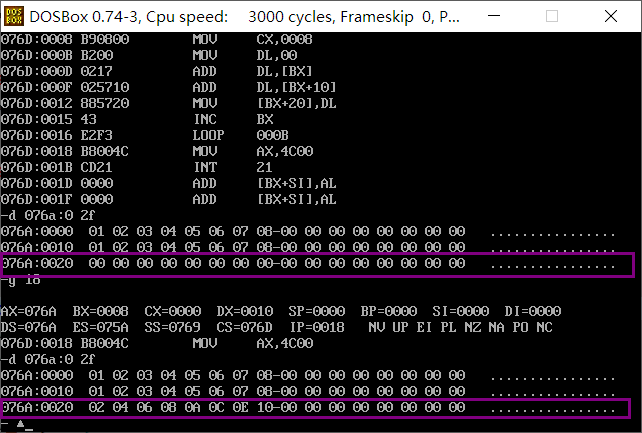 DOS BOX DOSBox 0.74-3, Cpu speed: 3000 cycles, Frameskip 0, P...
076D:0008 B90800 MOV CX,0008
076D:000B B200 MOV DL,00
076D:000D 0217 ADD DL,[BX]
076D:000F 025710 ADD DL,[BX+10]
076D:0012 885720 MOV [BX+20],DL
076D:0015 43 INC BX
076D:0016 E2F3 LOOP 000B
076D:0018 B8004C MOV AX,4C00
076D:001B CD21 INT 21
076D:001D 0000 ADD [BX+SI],AL
076D:001F 0000 ADD [BX+SI],AL
-d 076a:0 2f
076A:0000 01 02 03 04 05 06 07 08-00 00 00 00 00 00 00 00 ................
076A:0010 01 02 03 04 05 06 07 08-00 00 00 00 00 00 00 00 ................
076A:0020 00 00 00 00 00 00 00 00-00 00 00 00 00 00 00 00 ................
-g 18
AX=076A BX=0008 CX=0000 DX=0010 SP=0000 BP=0000 SI=0000 DI=0000
DS=076A ES=075A SS=0769 CS=076D IP=0018 NV UP EI PL NZ NA PO NC
076D:0018 B8004C MOV AX,4C00
-d 076a:0 2f
076A:0000 01 02 03 04 05 06 07 08-00 00 00 00 00 00 00 00 ................
076A:0010 01 02 03 04 05 06 07 08-00 00 00 00 00 00 00 00 ................
076A:0020 02 04 06 08 0A 0C 0E 10-00 00 00 00 00 00 00 00 ................
- ▲_